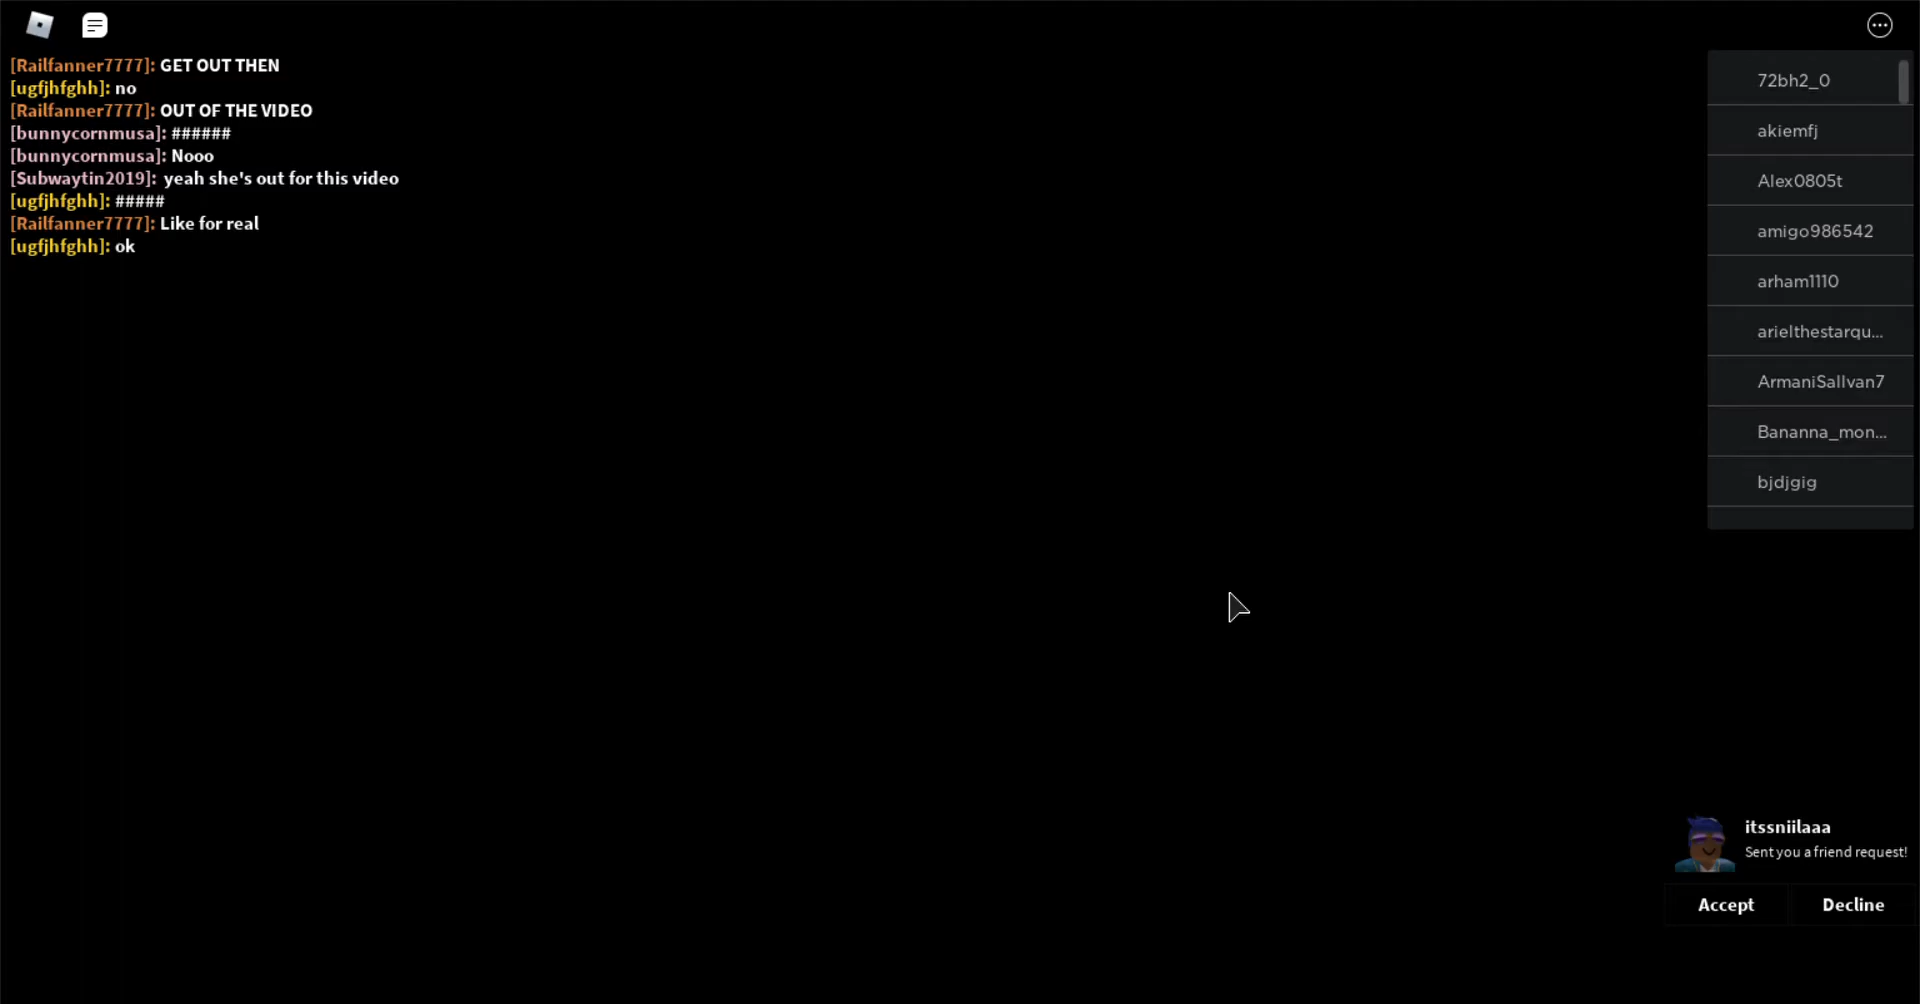 [Railfanner7777]: GET OUT THEN
[ugfjhfghh]: no
[Railfanner7777]: OUT OF THE VIDEO
[bunnycornmusa]: ######
[bunnycornmusa]: Nooo
[Subwaytin2019]: yeah she's out for this video
[ugfjhfghh]: #####
[Railfanner7777]: Like for real
[ugfjhfghh]: ok
72bh2_0
akiemfj
Alex0805t
amigo986542
arham1110
arielthestarqu...
ArmaniSallvan7
Bananna_mon...
bjdjgig
itssniilaaa
Sent you a friend request!
Accept
Decline